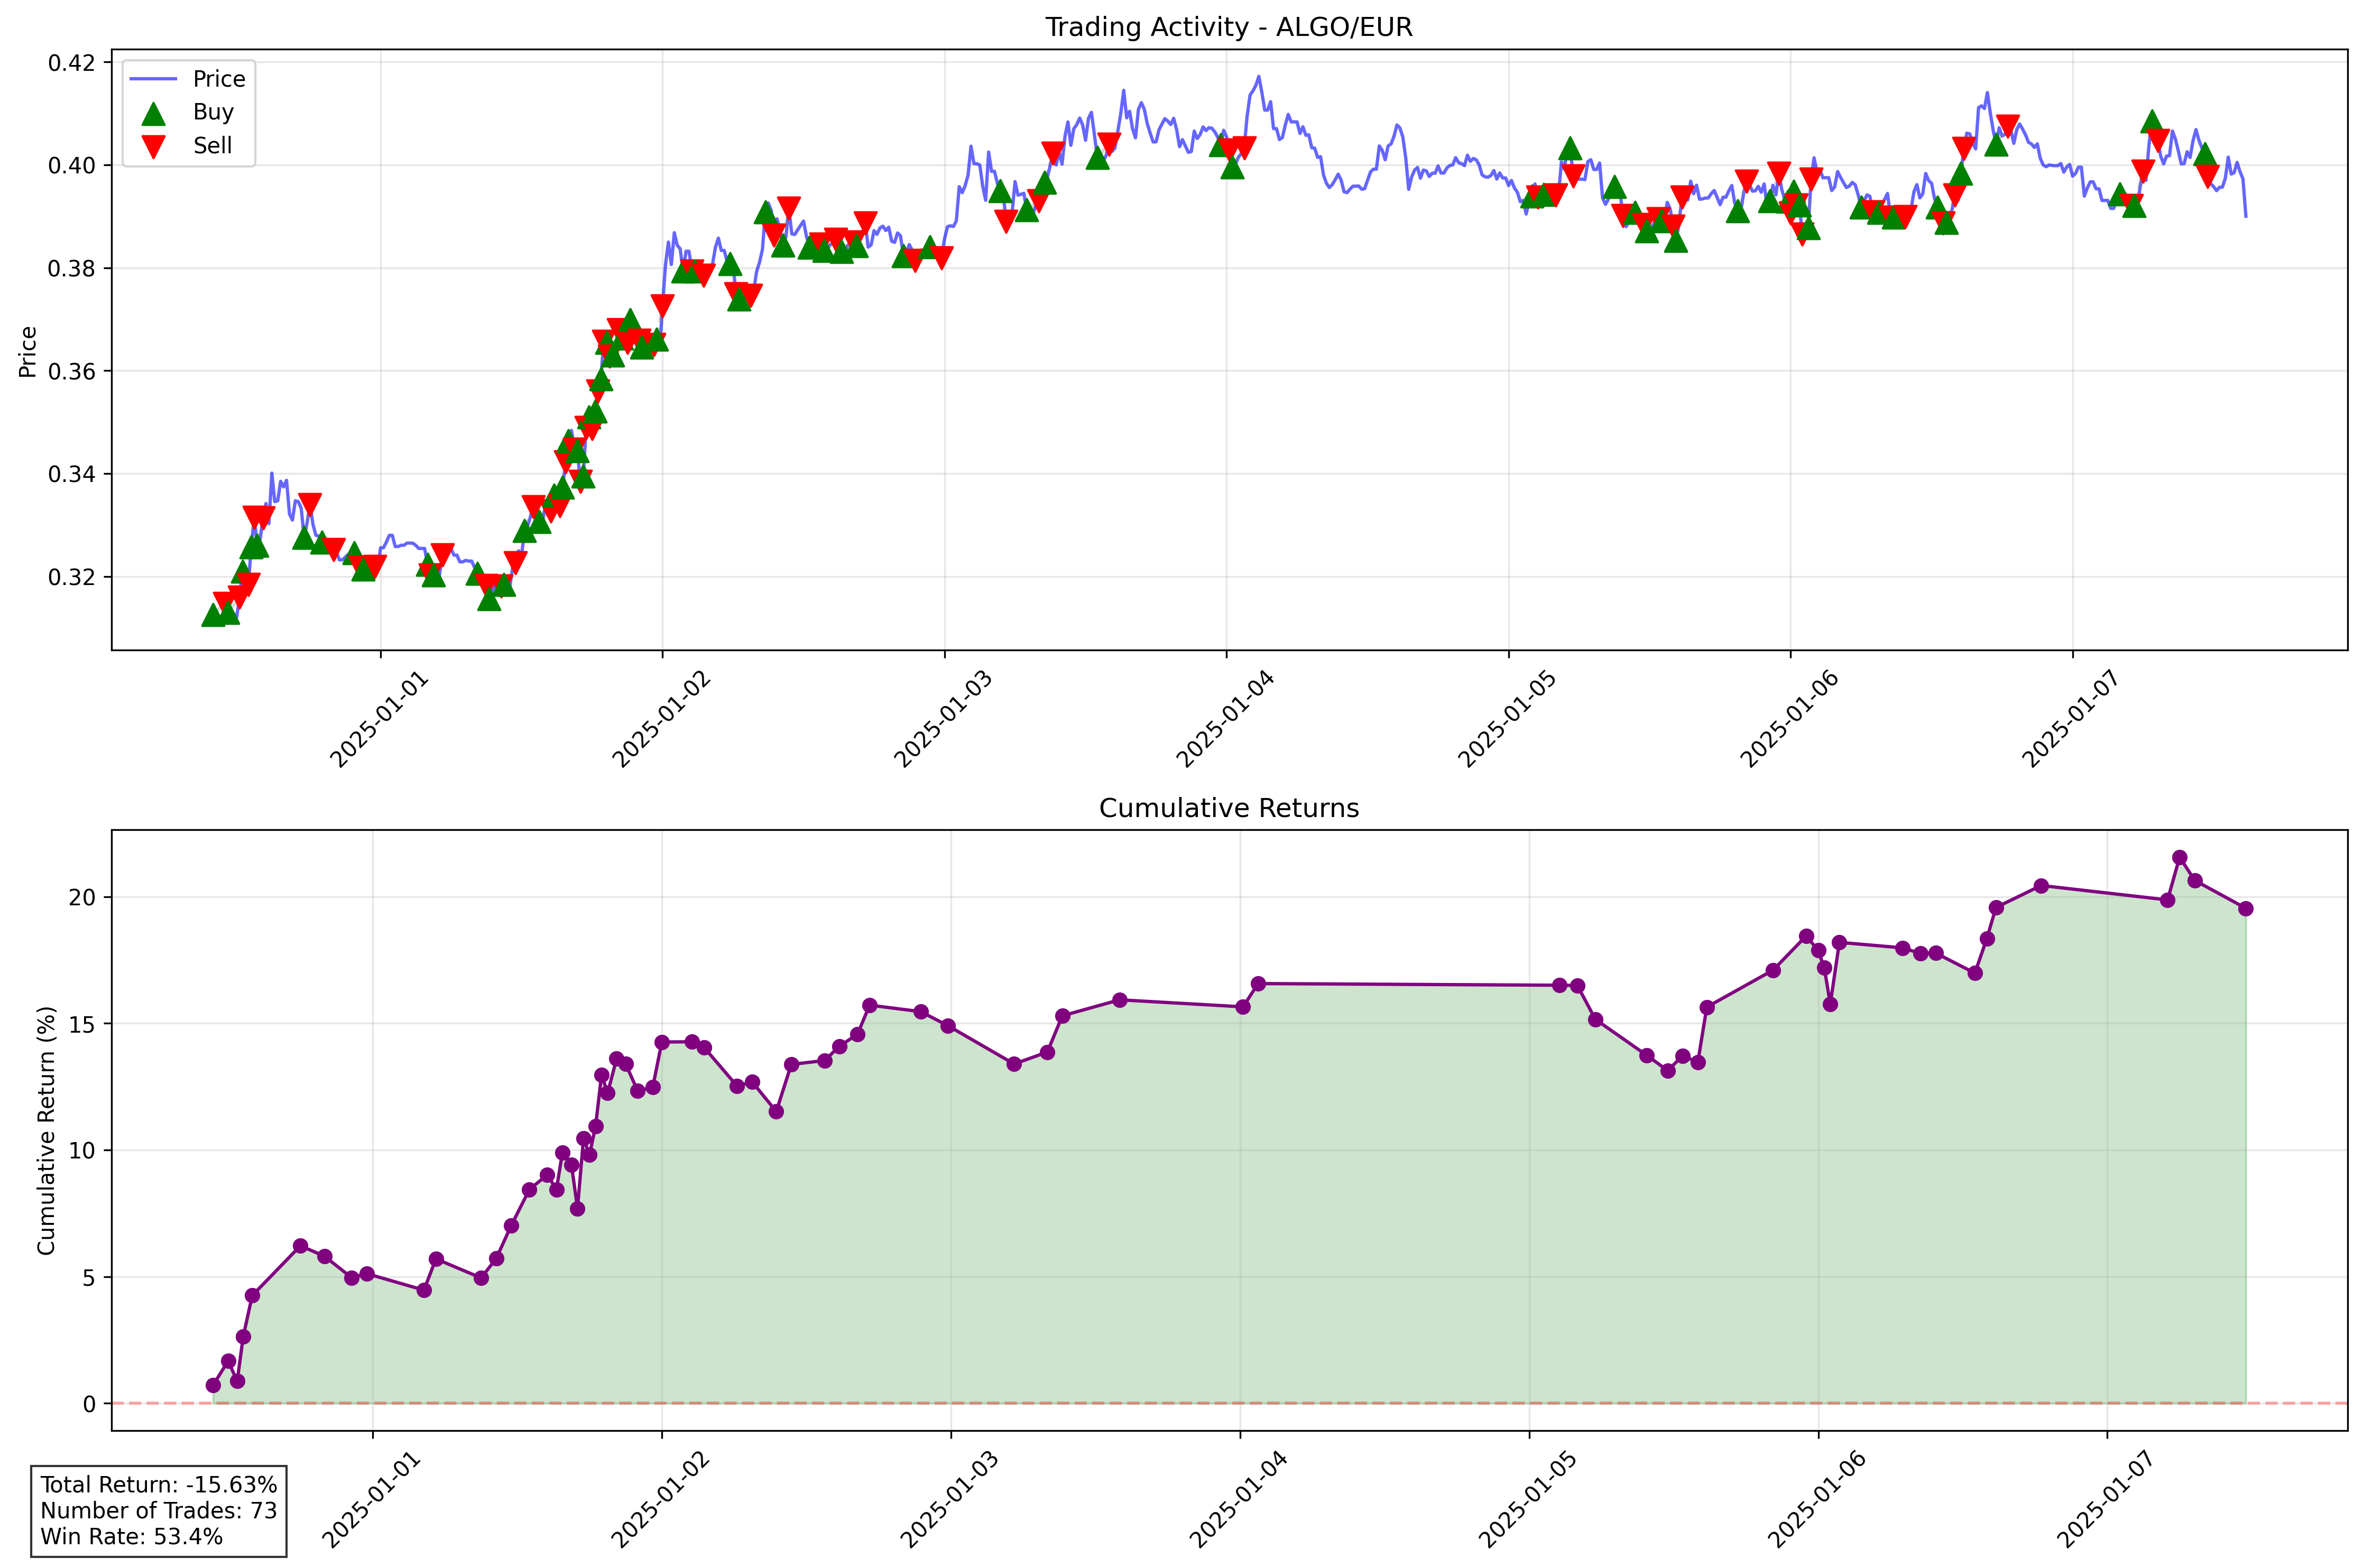 Trading Activity - ALGO/EUR
Price
Buy
Sell
Price
0.42
0.40
0.38
0.36
0.34
0.32
2025-01-01
2025-01-02
2025-01-03
2025-01-04
2025-01-05
2025-01-06
2025-01-07
Cumulative Returns
Cumulative Return (%)
20
15
10
5
0
2025-01-01
2025-01-02
2025-01-03
2025-01-04
2025-01-05
2025-01-06
2025-01-07
Total Return: -15.63%
Number of Trades: 73
Win Rate: 53.4%